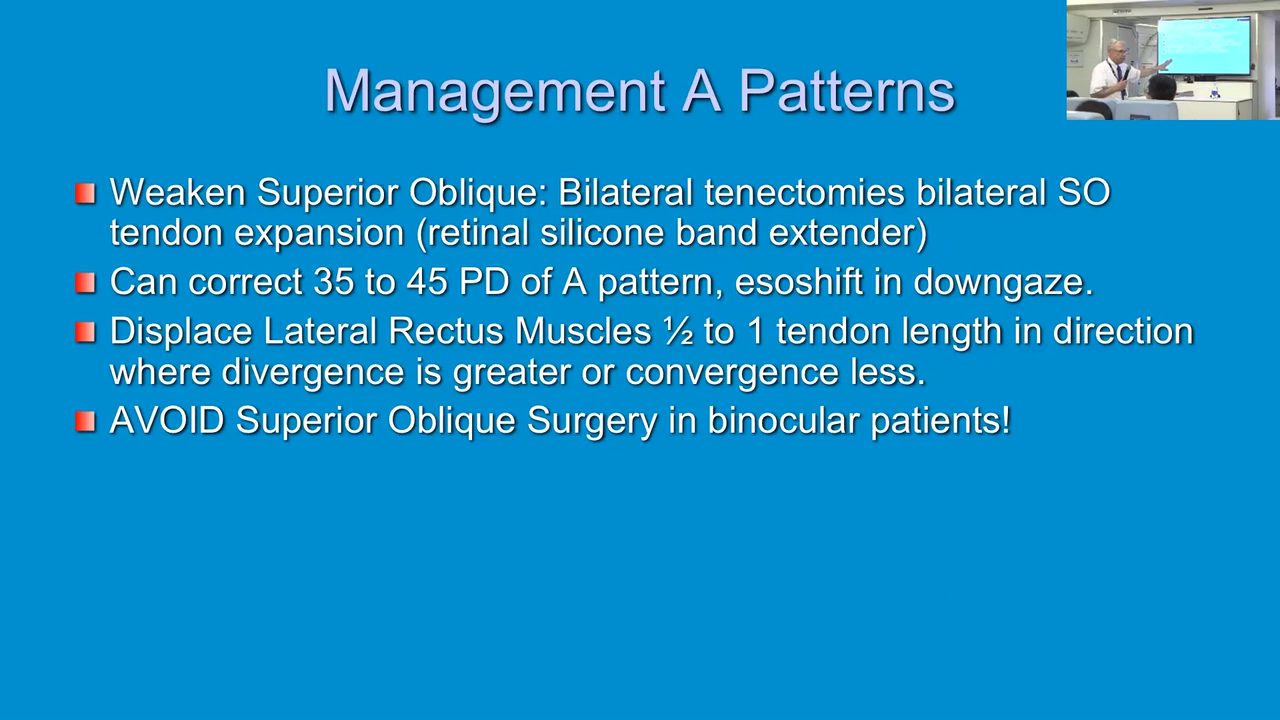 Management A Patterns
Weaken Superior Oblique: Bilateral tenectomies bilateral SO
tendon expansion (retinal silicone band extender)
Can correct 35 to 45 PD of A pattern, esoshift in downgaze.
Displace Lateral Rectus Muscles ½ to 1 tendon length in direction
where divergence is greater or convergence less.
AVOID Superior Oblique Surgery in binocular patients!